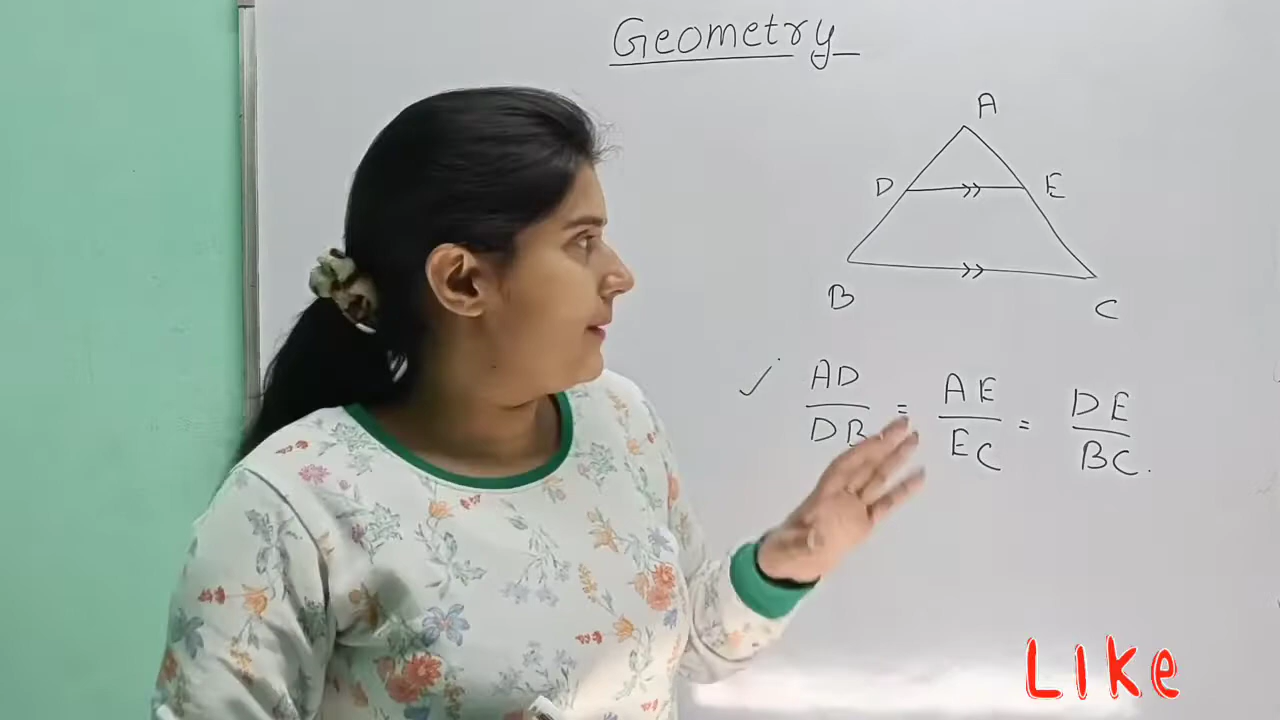 Geometry
A
D
E
B
C
✓ AD/DB = AE/EC = DE/BC.
LIKe